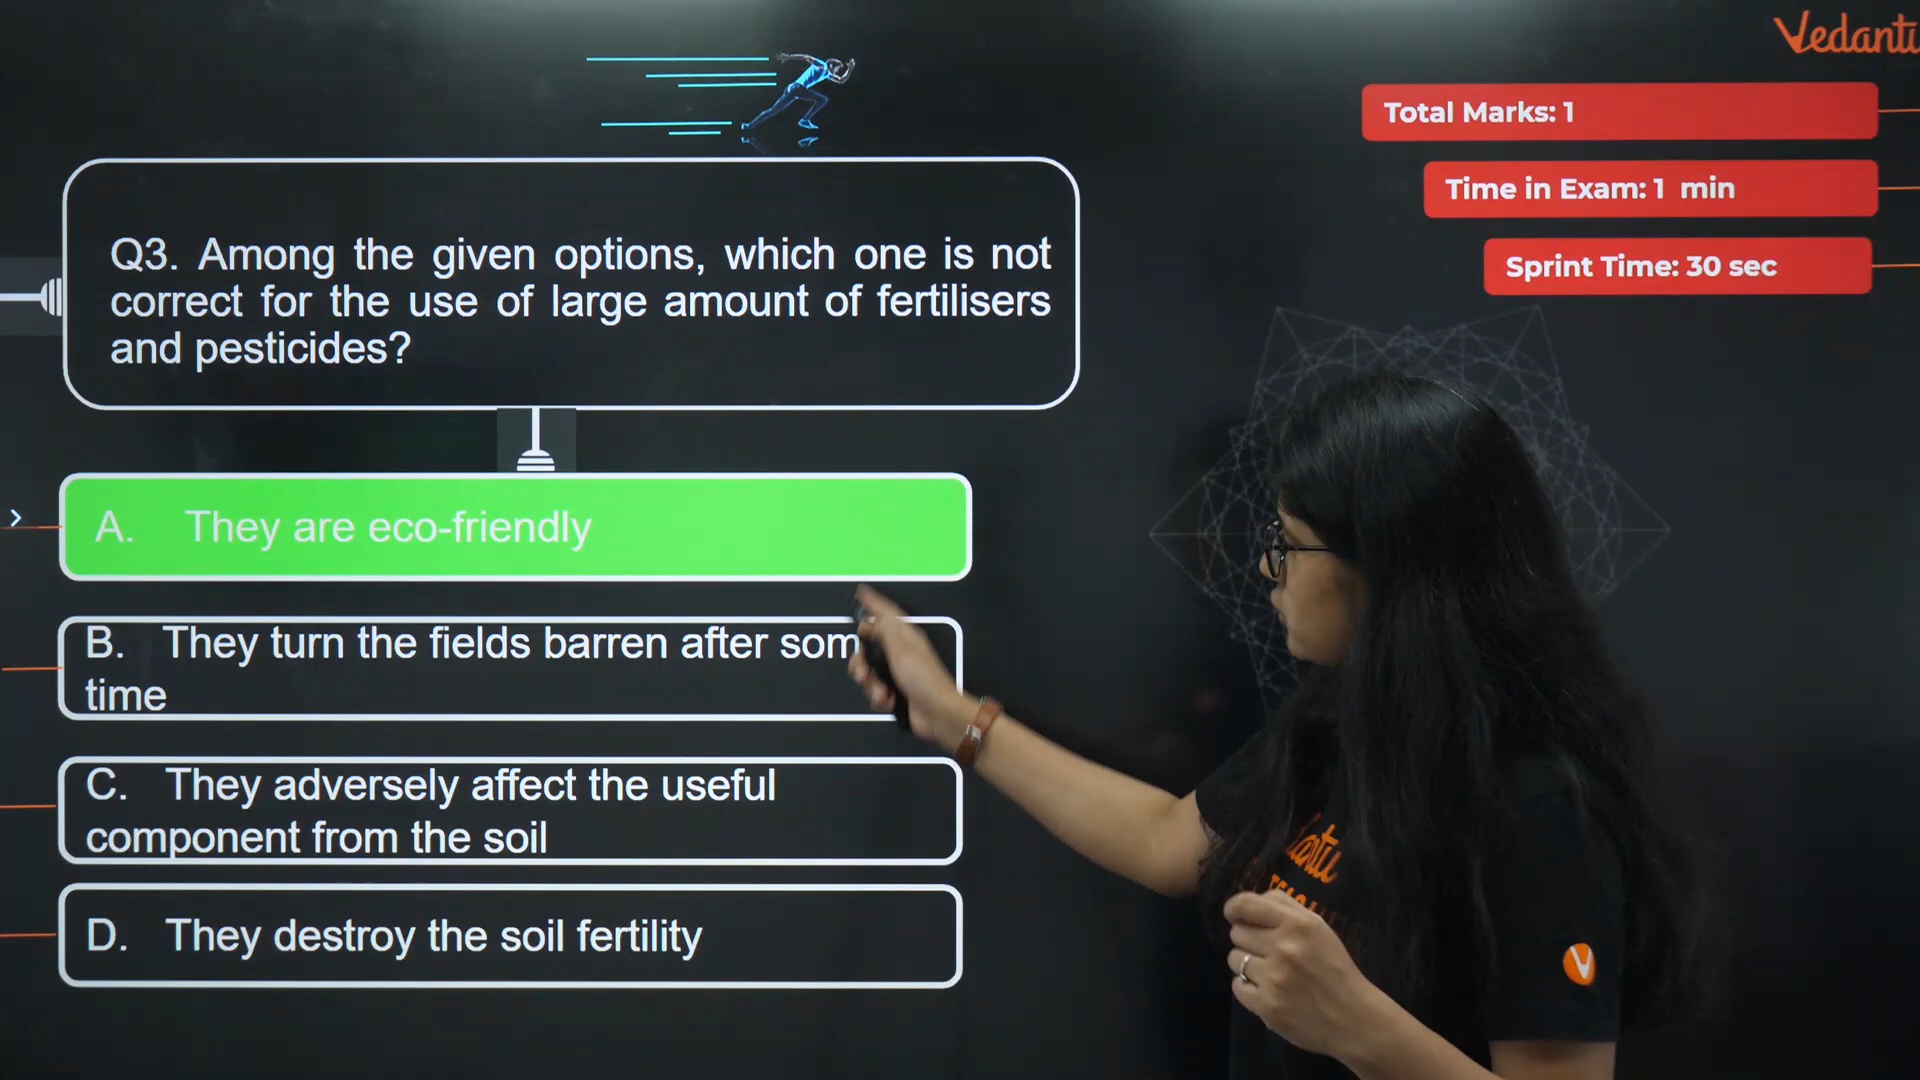 Vedant
Total Marks: 1
Time in Exam: 1 min
Sprint Time: 30 sec
Q3. Among the given options, which one is not
correct for the use of large amount of fertilisers
and pesticides?
A. They are eco-friendly
B. They turn the fields barren after som
time
C. They adversely affect the useful
component from the soil
D. They destroy the soil fertility
V